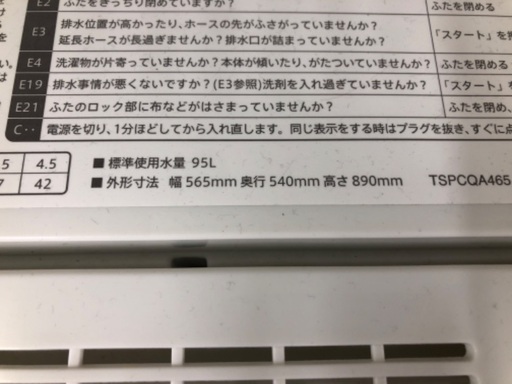 E2 ふたをきっちり閉めていますか? ふたを閉める
E3 排水位置が高かったり、ホースの先がふさがっていませんか?
延長ホースが長過ぎませんか?排水口が詰まっていませんか?
「スタート」を押
E4 洗濯物が片寄っていませんか?本体が傾いたり、がたついていませんか? ふたを閉める
E19 排水事情が悪くないですか?(E3参照)洗剤を入れ過ぎていませんか? 「スタート」を
E21 ふたのロック部に布などがはさまっていませんか? ふたを閉め、
C‥ 電源を切り、1分ほどしてから入れ直します。同じ表示をする時はプラグを抜き、すぐに点
.5 4.5
7 42
■ 標準使用水量 95L
■ 外形寸法 幅 565mm 奥行 540mm 高さ 890mm
TSPCQA465